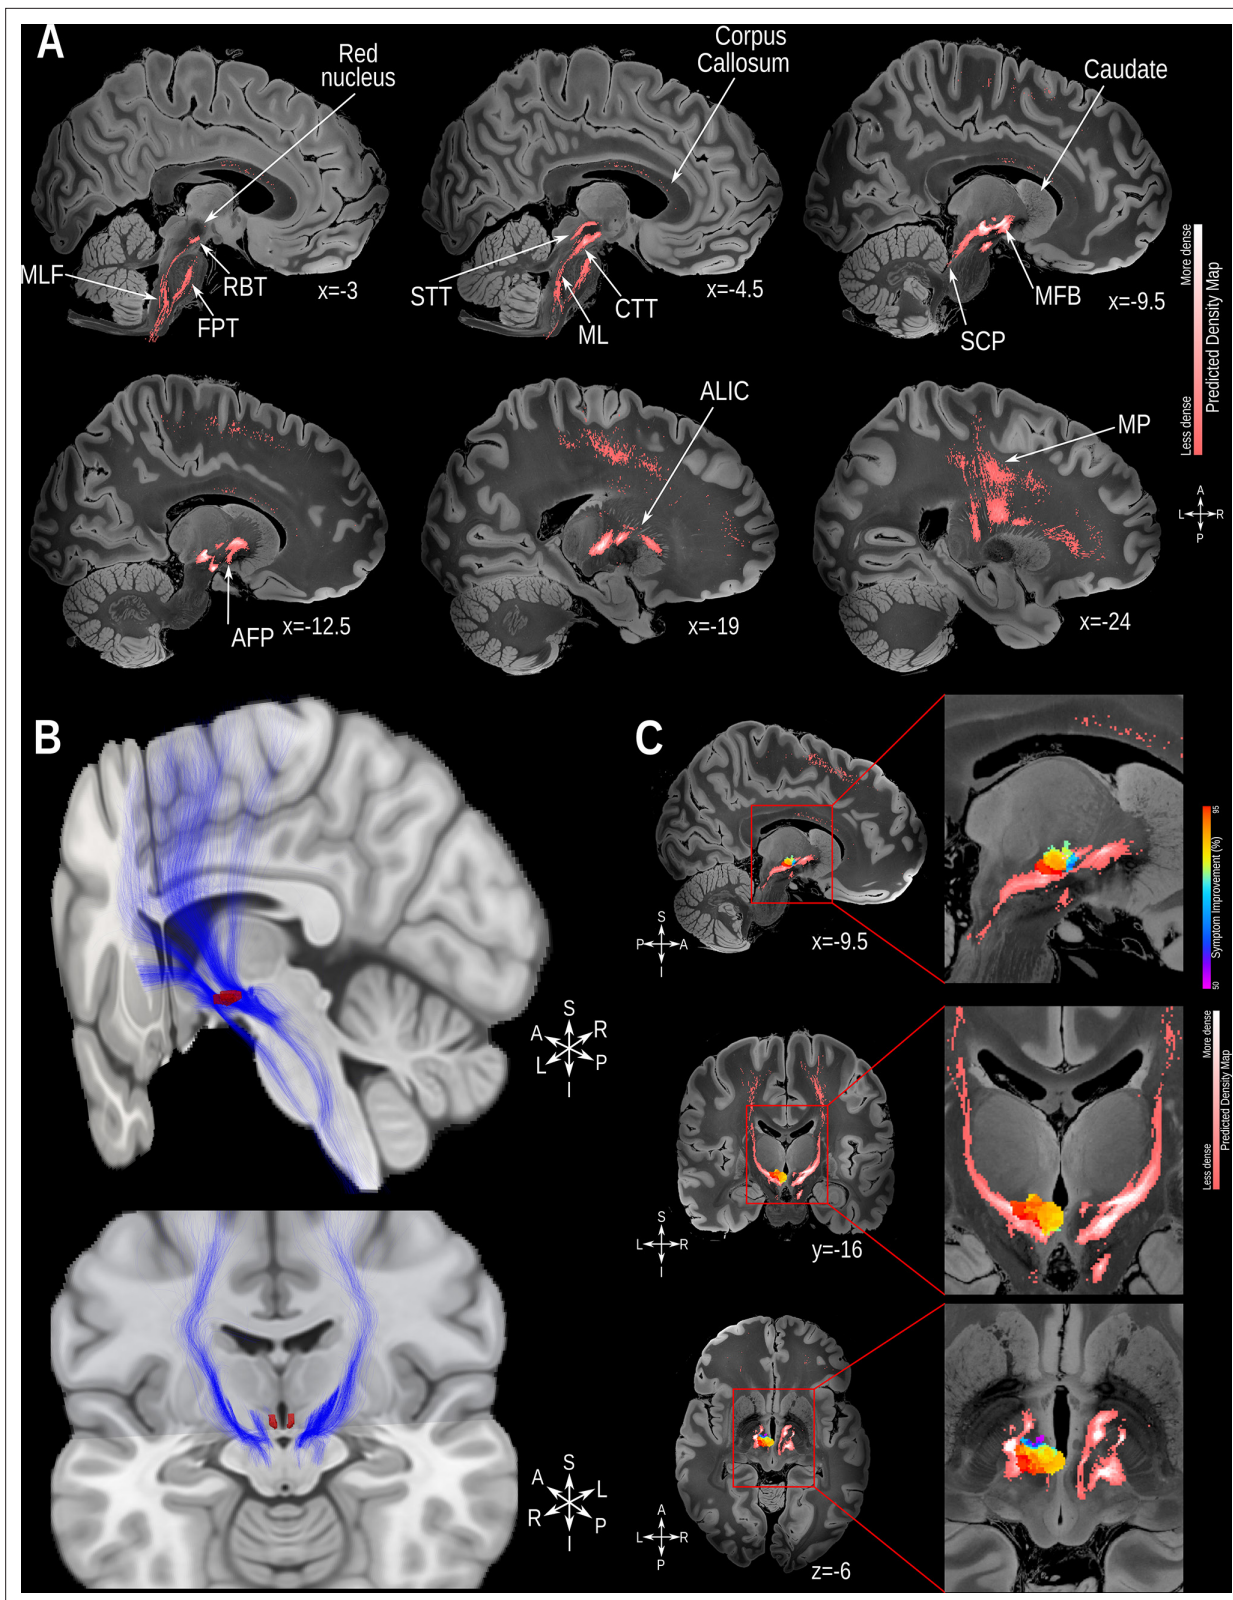 A
Red
nucleus
Corpus
Callosum
Caudate
MLF
RBT
FPT
x=-3
STT
CTT
ML
x=-4.5
MFB
SCP
x=-9.5
More dense
Less dense
Predicted Density Map
A
L R
P
AFP
x=-12.5
ALIC
x=-19
MP
x=-24
B
S
A R
L P
I
S
A L
R P
I
C
S
P A
I
x=-9.5
95
Symptom Improvement (%)
50
S
L R
I
y=-16
More dense
Less dense
Predicted Density Map
A
L R
P
z=-6